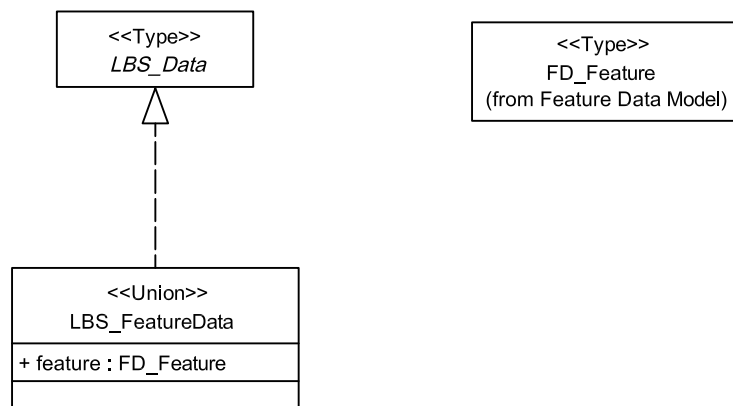 <<Type>>
LBS_Data
<<Type>>
FD_Feature
(from Feature Data Model)
<<Union>>
LBS_FeatureData
+ feature : FD_Feature